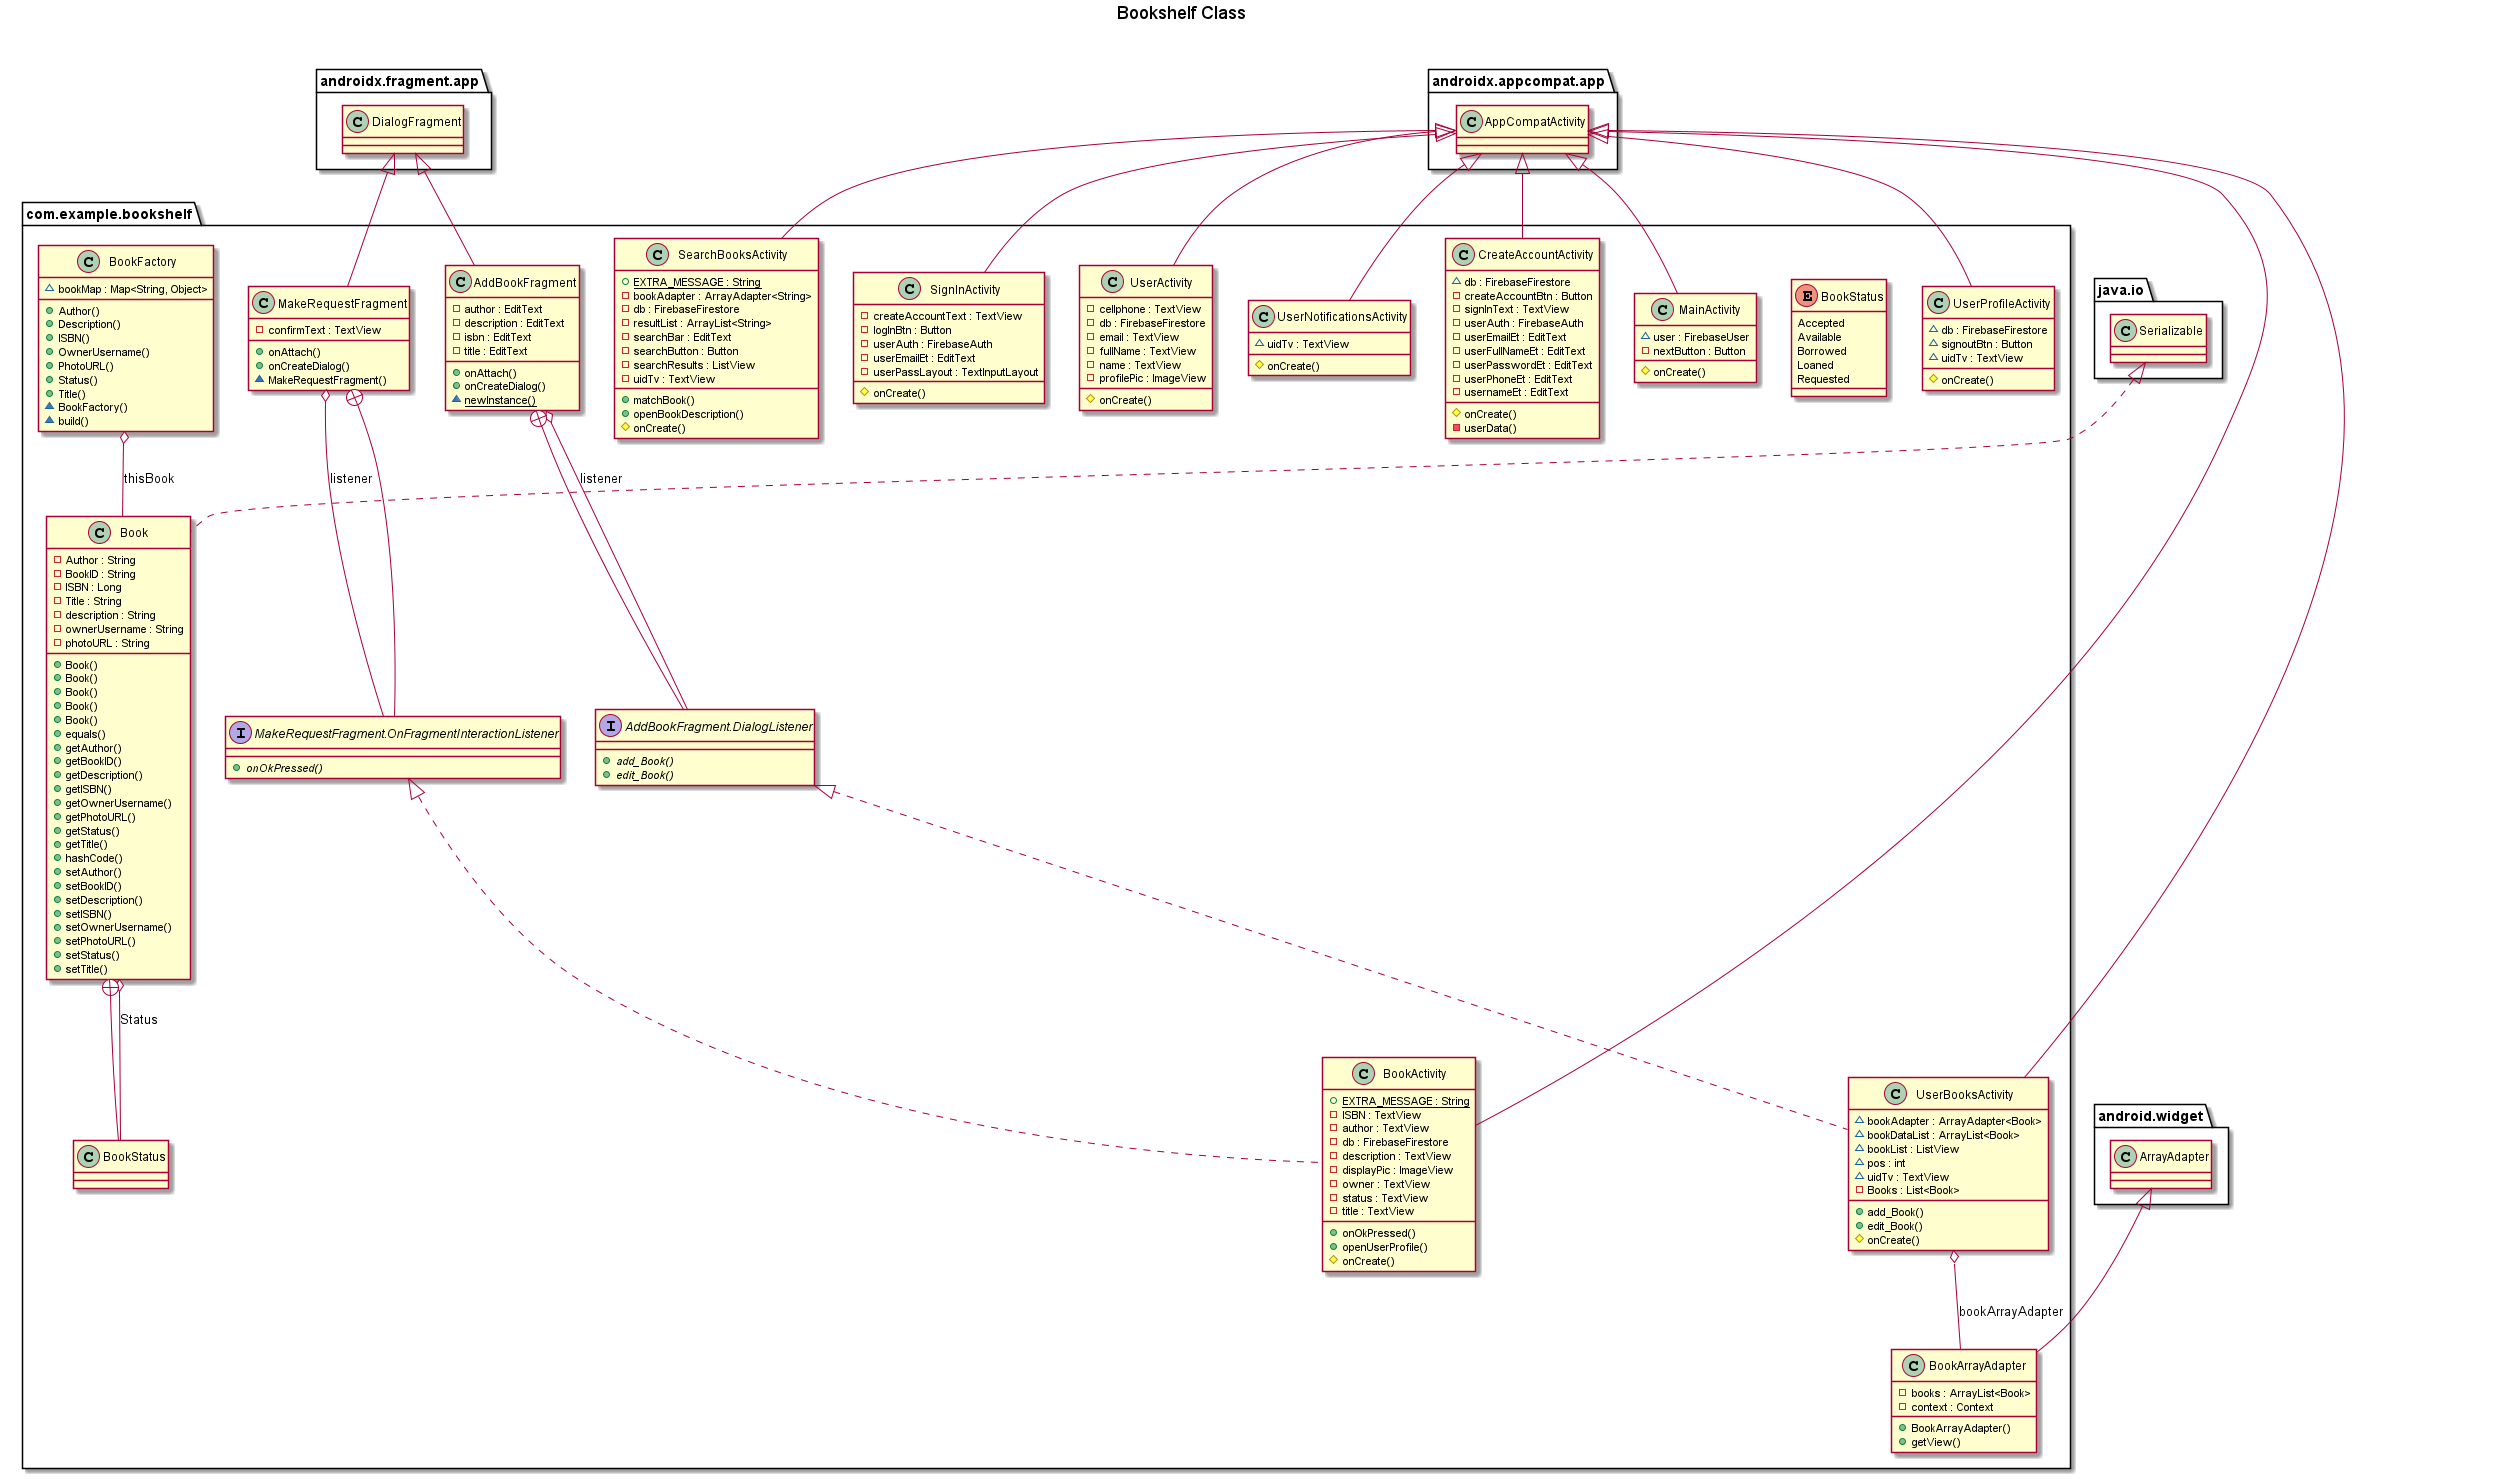 Bookshelf Class
androidx.fragment.app
C DialogFragment
androidx.appcompat.app
C AppCompatActivity
com.example.bookshelf
C BookFactory
bookMap : Map<String, Object>
Author()
Description()
ISBN()
OwnerUsername()
PhotoURL()
Status()
Title()
BookFactory()
build()
C MakeRequestFragment
confirmText : TextView
onAttach()
onCreateDialog()
MakeRequestFragment()
C AddBookFragment
author : EditText
description : EditText
isbn : EditText
title : EditText
onAttach()
onCreateDialog()
newInstance()
C SearchBooksActivity
EXTRA_MESSAGE : String
bookAdapter : ArrayAdapter<String>
db : FirebaseFirestore
resultList : ArrayList<String>
searchBar : EditText
searchButton : Button
searchResults : ListView
uidTv : TextView
matchBook()
openBookDescription()
onCreate()
C SignInActivity
createAccountText : TextView
logInBtn : Button
userAuth : FirebaseAuth
userEmailEt : EditText
userPassLayout : TextInputLayout
onCreate()
C UserActivity
cellphone : TextView
db : FirebaseFirestore
email : TextView
fullName : TextView
name : TextView
profilePic : ImageView
onCreate()
C UserNotificationsActivity
uidTv : TextView
onCreate()
C CreateAccountActivity
db : FirebaseFirestore
createAccountBtn : Button
signInText : TextView
userAuth : FirebaseAuth
userEmailEt : EditText
userFullNameEt : EditText
userPasswordEt : EditText
userPhoneEt : EditText
usernameEt : EditText
onCreate()
userData()
C MainActivity
user : FirebaseUser
nextButton : Button
onCreate()
E BookStatus
Accepted
Available
Borrowed
Loaned
Requested
C UserProfileActivity
db : FirebaseFirestore
signoutBtn : Button
uidTv : TextView
onCreate()
java.io
C Serializable
thisBook
listener
listener
C Book
Author : String
BookID : String
ISBN : Long
Title : String
description : String
ownerUsername : String
photoURL : String
Book()
Book()
Book()
Book()
Book()
equals()
getAuthor()
getBookID()
getDescription()
getISBN()
getOwnerUsername()
getPhotoURL()
getStatus()
getTitle()
hashCode()
setAuthor()
setBookID()
setDescription()
setISBN()
setOwnerUsername()
setPhotoURL()
setStatus()
setTitle()
I MakeRequestFragment.OnFragmentInteractionListener
onOkPressed()
I AddBookFragment.DialogListener
add_Book()
edit_Book()
Status
C BookStatus
C BookActivity
EXTRA_MESSAGE : String
ISBN : TextView
author : TextView
db : FirebaseFirestore
description : TextView
displayPic : ImageView
owner : TextView
status : TextView
title : TextView
onOkPressed()
openUserProfile()
onCreate()
C UserBooksActivity
bookAdapter : ArrayAdapter<Book>
bookDataList : ArrayList<Book>
bookList : ListView
pos : int
uidTv : TextView
Books : List<Book>
add_Book()
edit_Book()
onCreate()
android.widget
C ArrayAdapter
bookArrayAdapter
C BookArrayAdapter
books : ArrayList<Book>
context : Context
BookArrayAdapter()
getView()